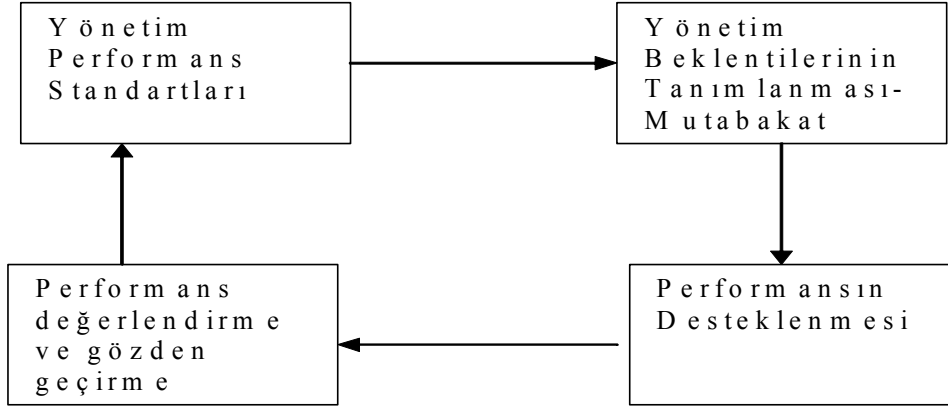 Yönetim
Performans
Standartları
Yönetim
Beklentilerinin
Tanımlanması-
Mutabakat
Performansın
Desteklenmesi
Performans
değerlendirme
ve gözden
geçirme